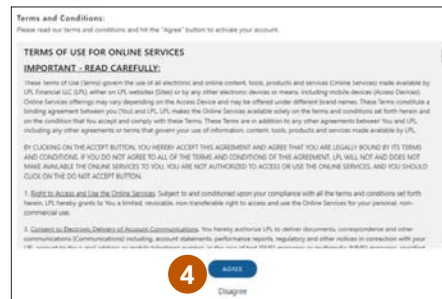 Terms and Conditions:
Please read our terms and conditions and hit the "Agree" button to activate your account.
TERMS OF USE FOR ONLINE SERVICES
IMPORTANT - READ CAREFULLY:
These Terms of Use (Terms) govern the use of all electronic and online content, tools, products and services (Online Services) made available by
LPL Financial LLC (LPL), either on LPL websites (Sites) or by any other electronic devices or means, including mobile devices (Access Devices).
Online Services offerings may vary depending on the Access Device and may be offered under different brand names. These Terms constitute a
binding agreement between you (You) and LPL. LPL makes the Online Services available solely on the terms and conditions set forth herein and
on the condition that You accept and comply with these Terms. These Terms are in addition to any other agreements between You and LPL,
including any other agreements or terms that govern your use of information, content, tools, products and services made available by LPL.
BY CLICKING ON THE ACCEPT BUTTON, YOU HEREBY ACCEPT THIS AGREEMENT AND AGREE THAT YOU ARE LEGALLY BOUND BY ITS TERMS
AND CONDITIONS. IF YOU DO NOT AGREE TO ALL OF THE TERMS AND CONDITIONS OF THIS AGREEMENT, LPL WILL NOT AND DOES NOT
MAKE AVAILABLE THE ONLINE SERVICES TO YOU. YOU ARE NOT AUTHORIZED TO ACCESS OR USE THE ONLINE SERVICES, AND YOU SHOULD
CLICK ON THE DO NOT ACCEPT BUTTON.
1. Right to Access and Use the Online Services. Subject to and conditioned upon your compliance with all the terms and conditions set forth
herein, LPL hereby grants to You a limited, revocable, non-transferable right to access and use the Online Services for your personal, non-
commercial use.
2. Consent to Electronic Delivery of Account Communications. You hereby authorize LPL to deliver documents, correspondence and other
communications (Communications) including, account statements, performance reports, regulatory and other notices in connection with your
4
AGREE
Disagree